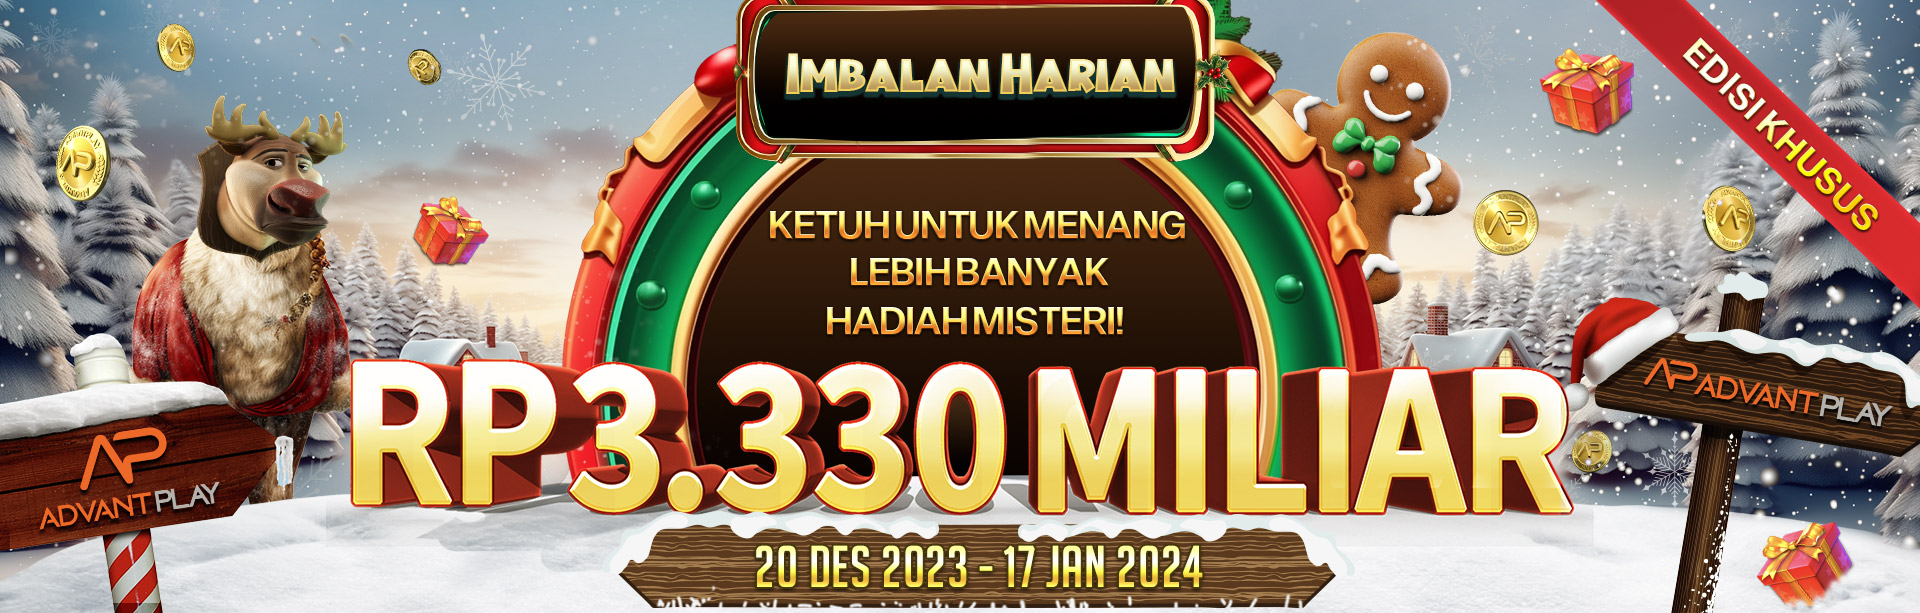 IMBALAN HARIAN
EDISI KHUSUS
KETUH UNTUK MENANG
LEBIH BANYAK
HADIAH MISTERI!
RP3.330 MILIAR
AP ADVANTPLAY
AP
ADVANTPLAY
20 DES 2023 - 17 JAN 2024